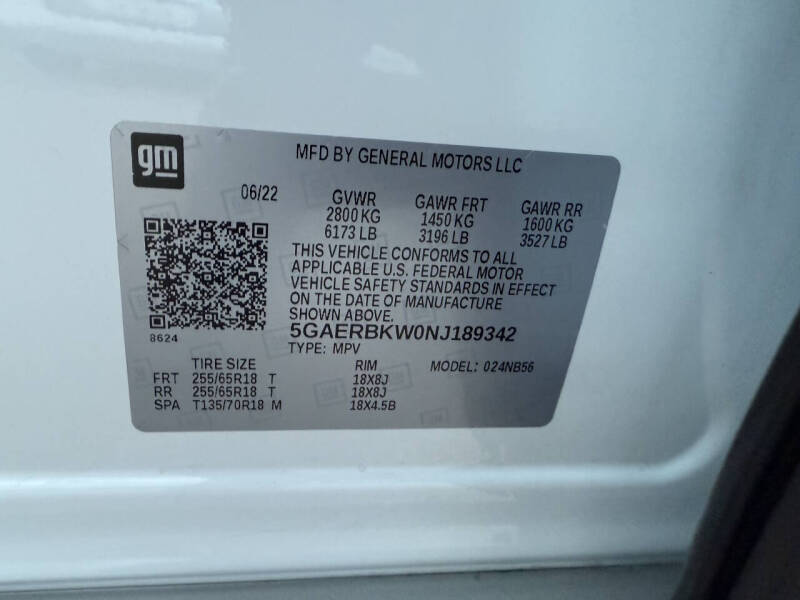 gm
MFD BY GENERAL MOTORS LLC
06/22 GVWR GAWR FRT GAWR RR
2800 KG 1450 KG 1600 KG
6173 LB 3196 LB 3527 LB
THIS VEHICLE CONFORMS TO ALL
APPLICABLE U.S. FEDERAL MOTOR
VEHICLE SAFETY STANDARDS IN EFFECT
ON THE DATE OF MANUFACTURE
SHOWN ABOVE.
8624
5GAERBKW0NJ189342
TYPE: MPV MODEL: 024NB56
TIRE SIZE RIM
FRT 255/65R18 T 18X8J
RR 255/65R18 T 18X8J
SPA T135/70R18 M 18X4.5B